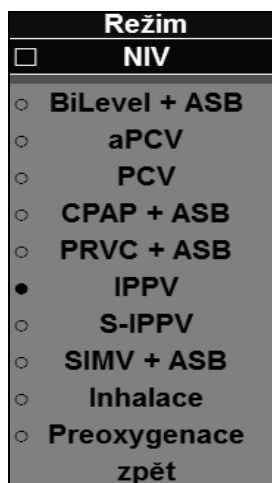 Režim
NIV
BiLevel + ASB
aPCV
PCV
CPAP + ASB
PRVC + ASB
IPPV
S-IPPV
SIMV + ASB
Inhalace
Preoxygenace
zpět